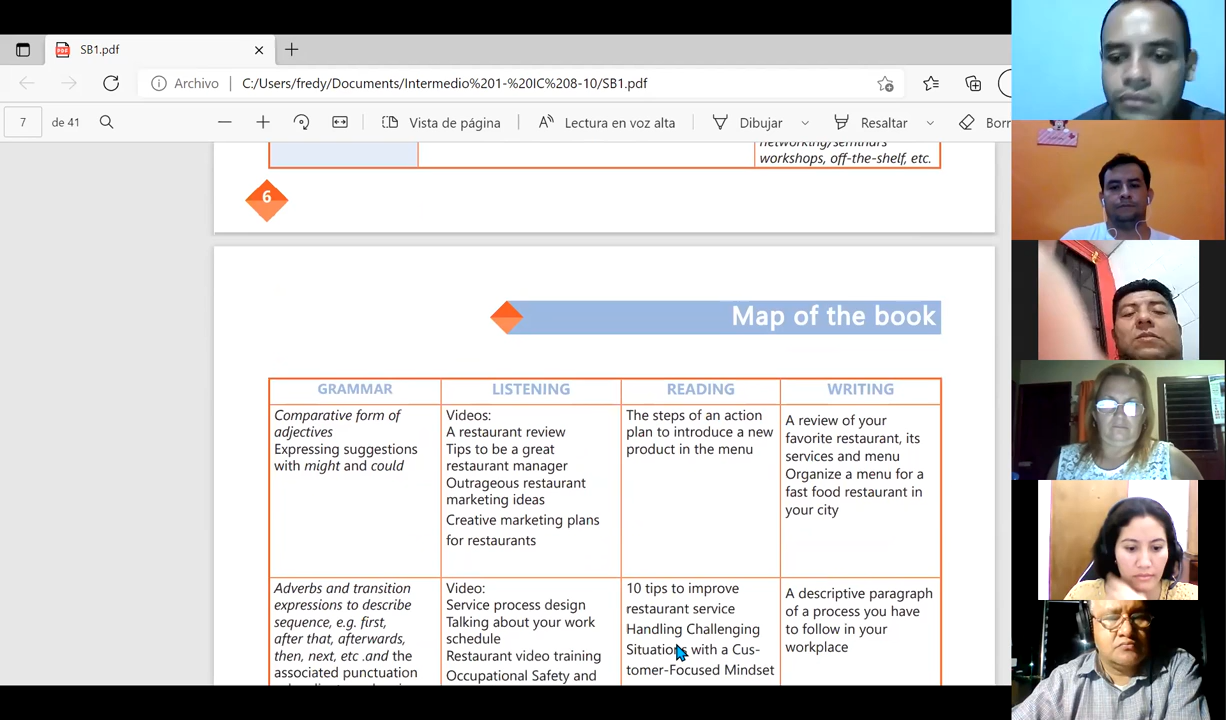 SB1.pdf
Archivo
C:/Users/fredy/Documents/Intermedio%201-%20IC%208-10/SB1.pdf
7 de 41
Vista de página
Lectura en voz alta
Dibujar
Resaltar
Borr
networking/seminars
workshops, off-the-shelf, etc.
6
Map of the book
GRAMMAR
Comparative form of
adjectives
Expressing suggestions
with might and could
LISTENING
Videos:
A restaurant review
Tips to be a great
restaurant manager
Outrageous restaurant
marketing ideas
Creative marketing plans
for restaurants
READING
The steps of an action
plan to introduce a new
product in the menu
WRITING
A review of your
favorite restaurant, its
services and menu
Organize a menu for a
fast food restaurant in
your city
Adverbs and transition
expressions to describe
sequence, e.g. first,
after that, afterwards,
then, next, etc .and the
associated punctuation
Video:
Service process design
Talking about your work
schedule
Restaurant video training
Occupational Safety and
10 tips to improve
restaurant service
Handling Challenging
Situations with a Cus-
tomer-Focused Mindset
A descriptive paragraph
of a process you have
to follow in your
workplace